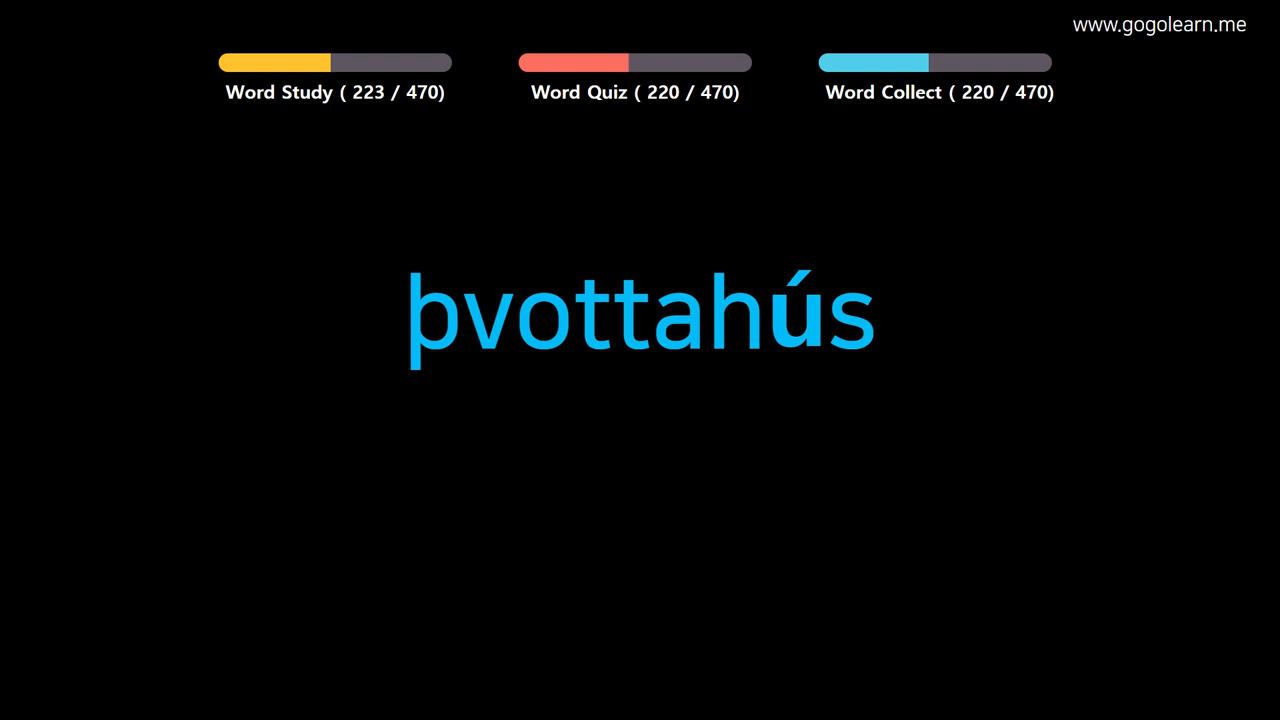 www.gogolearn.me
Word Study ( 223 / 470)
Word Quiz ( 220 / 470)
Word Collect ( 220 / 470)
þvottahús